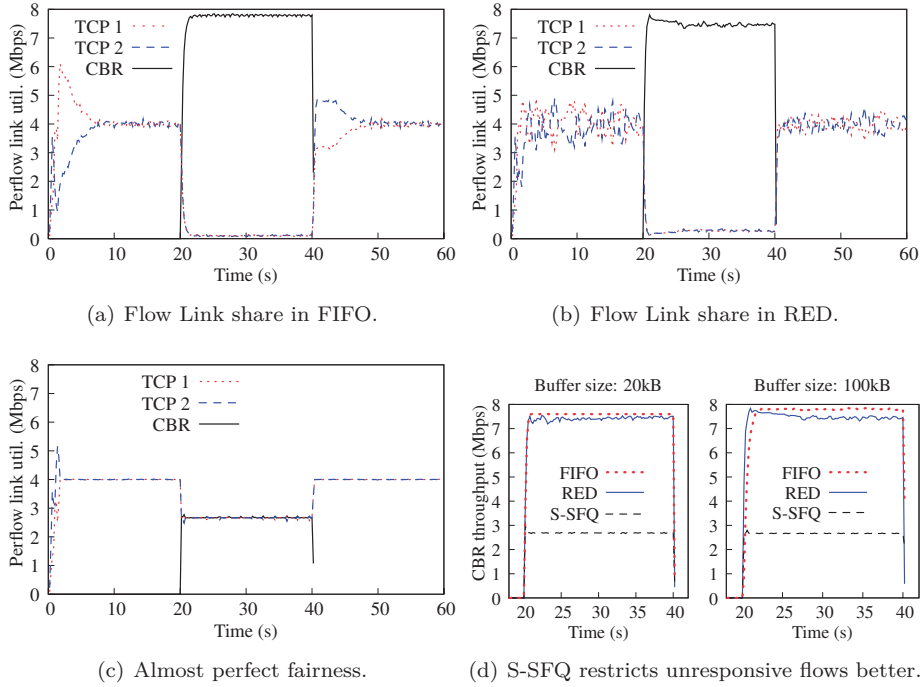 Perflow link util. (Mbps)
8
7
6
5
4
3
2
1
0
TCP 1
TCP 2
CBR
0 10 20 30 40 50 60
Time (s)
(a) Flow Link share in FIFO.
Perflow link util. (Mbps)
8
7
6
5
4
3
2
1
0
TCP 1
TCP 2
CBR
0 10 20 30 40 50 60
Time (s)
(b) Flow Link share in RED.
Perflow link util. (Mbps)
8
7
6
5
4
3
2
1
0
TCP 1
TCP 2
CBR
0 10 20 30 40 50 60
Time (s)
(c) Almost perfect fairness.
Buffer size: 20kB
CBR throughput (Mbps)
8
7
6
5
4
3
2
1
0
FIFO
RED
S-SFQ
20 25 30 35 40
Time (s)
Buffer size: 100kB
8
7
6
5
4
3
2
1
0
FIFO
RED
S-SFQ
20 25 30 35 40
Time (s)
(d) S-SFQ restricts unresponsive flows better.